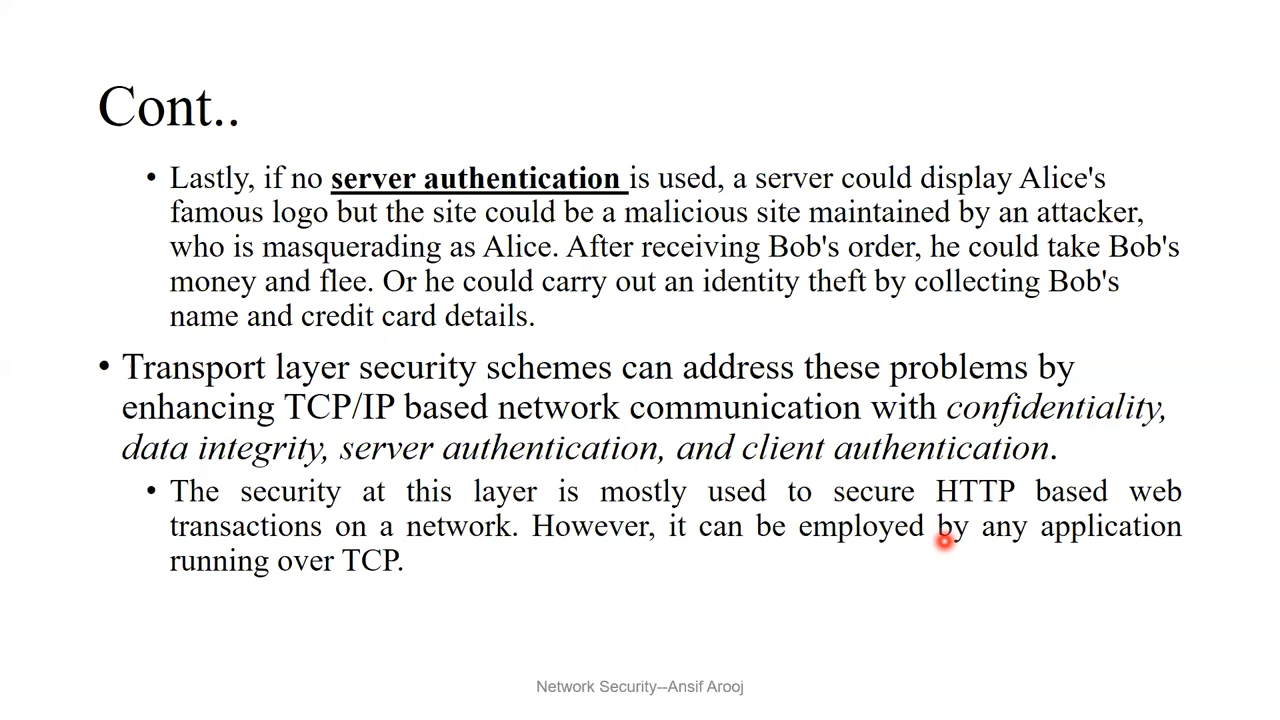 Cont..
• Lastly, if no server authentication is used, a server could display Alice's
famous logo but the site could be a malicious site maintained by an attacker,
who is masquerading as Alice. After receiving Bob's order, he could take Bob's
money and flee. Or he could carry out an identity theft by collecting Bob's
name and credit card details.
• Transport layer security schemes can address these problems by
enhancing TCP/IP based network communication with confidentiality,
data integrity, server authentication, and client authentication.
• The security at this layer is mostly used to secure HTTP based web
transactions on a network. However, it can be employed by any application
running over TCP.
Network Security--Ansif Arooj